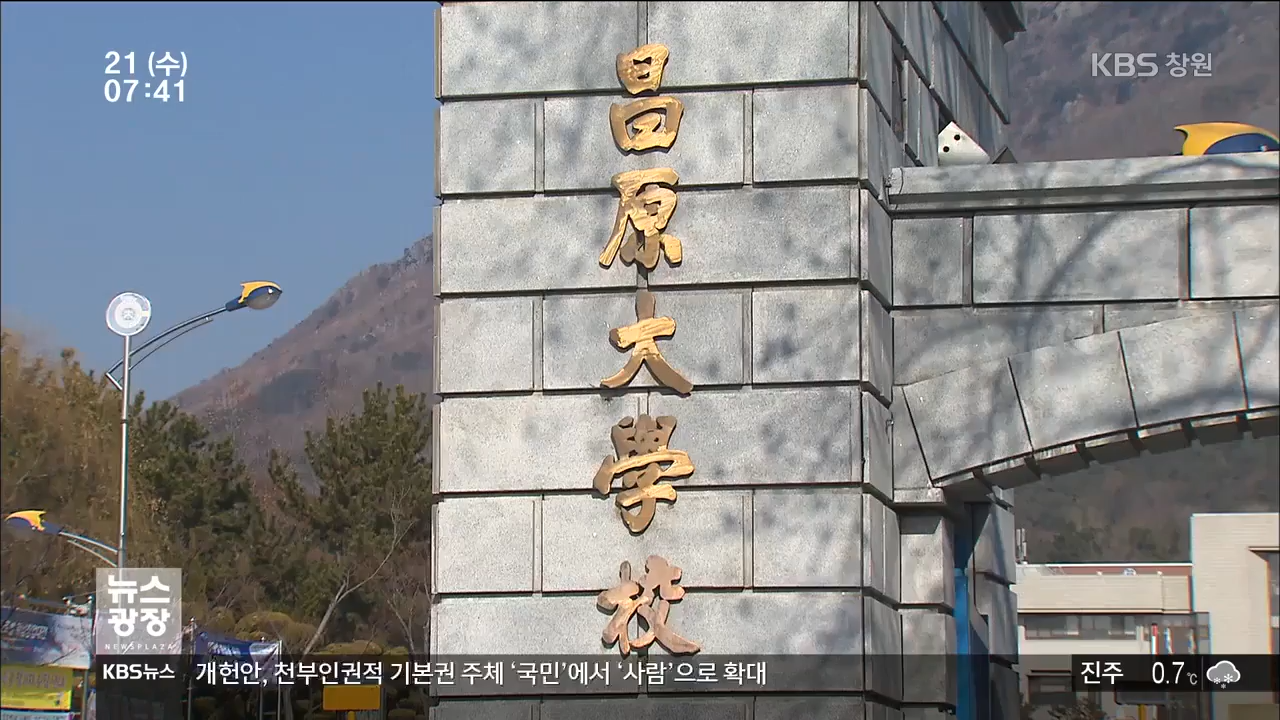 21 (수)
07:41
KBS 창원
昌原大學校
뉴스
광장
NEWSPLAZA
KBS뉴스 개헌안, 천부인권적 기본권 주체 ‘국민’에서 ‘사람’으로 확대
진주 0.7℃